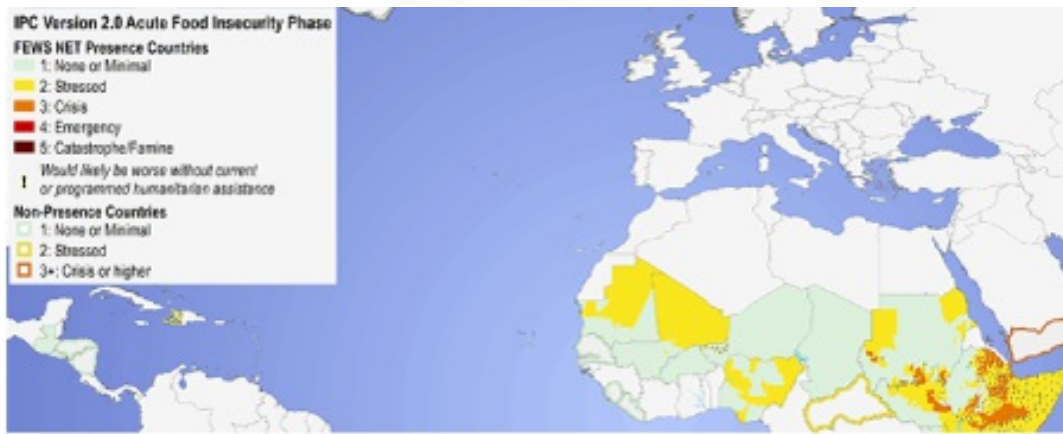 IPC Version 2.0 Acute Food Insecurity Phase
FEWS NET Presence Countries
1: None or Minimal
2: Stressed
3: Crisis
4: Emergency
5: Catastrophe/Famine
! Would likely be worse without current
or programmed humanitarian assistance
Non-Presence Countries
1: None or Minimal
2: Stressed
3+: Crisis or higher